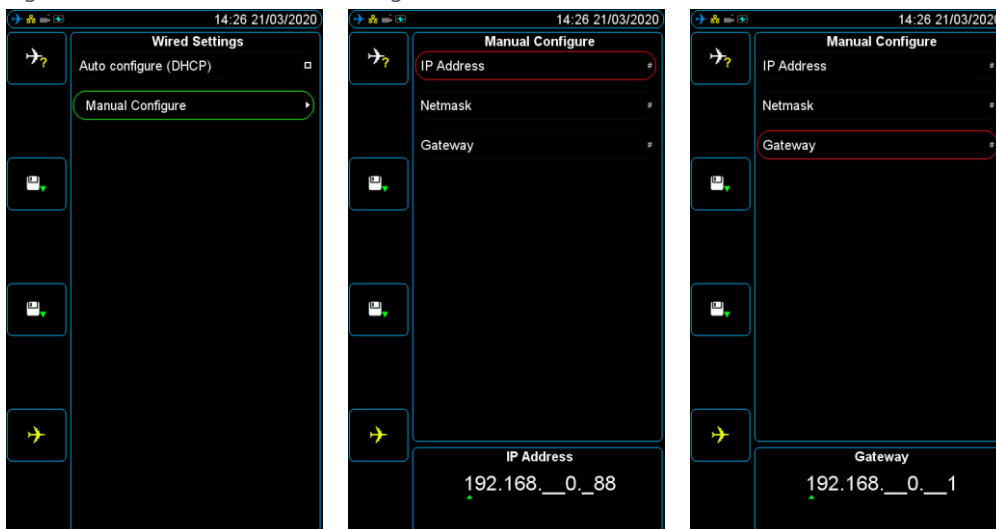 14:26 21/03/2020
Wired Settings
Auto configure (DHCP)
Manual Configure
14:26 21/03/2020
Manual Configure
IP Address #
Netmask #
Gateway #
IP Address
192.168.__0._88
14:26 21/03/2020
Manual Configure
IP Address #
Netmask #
Gateway #
Gateway
192.168.__0.__1